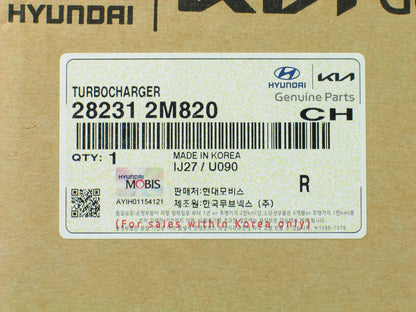 HYUNDAI
TURBOCHARGER
28231 2M820
HYUNDAI KIA
Genuine Parts
CH
QTY: 1
MADE IN KOREA
IJ27 / U090
HYUNDAI
MOBIS
R
판매처:현대모비스
AYIH01154121
제조원:한국무브넥스 (주)
(For sales within Korea only)